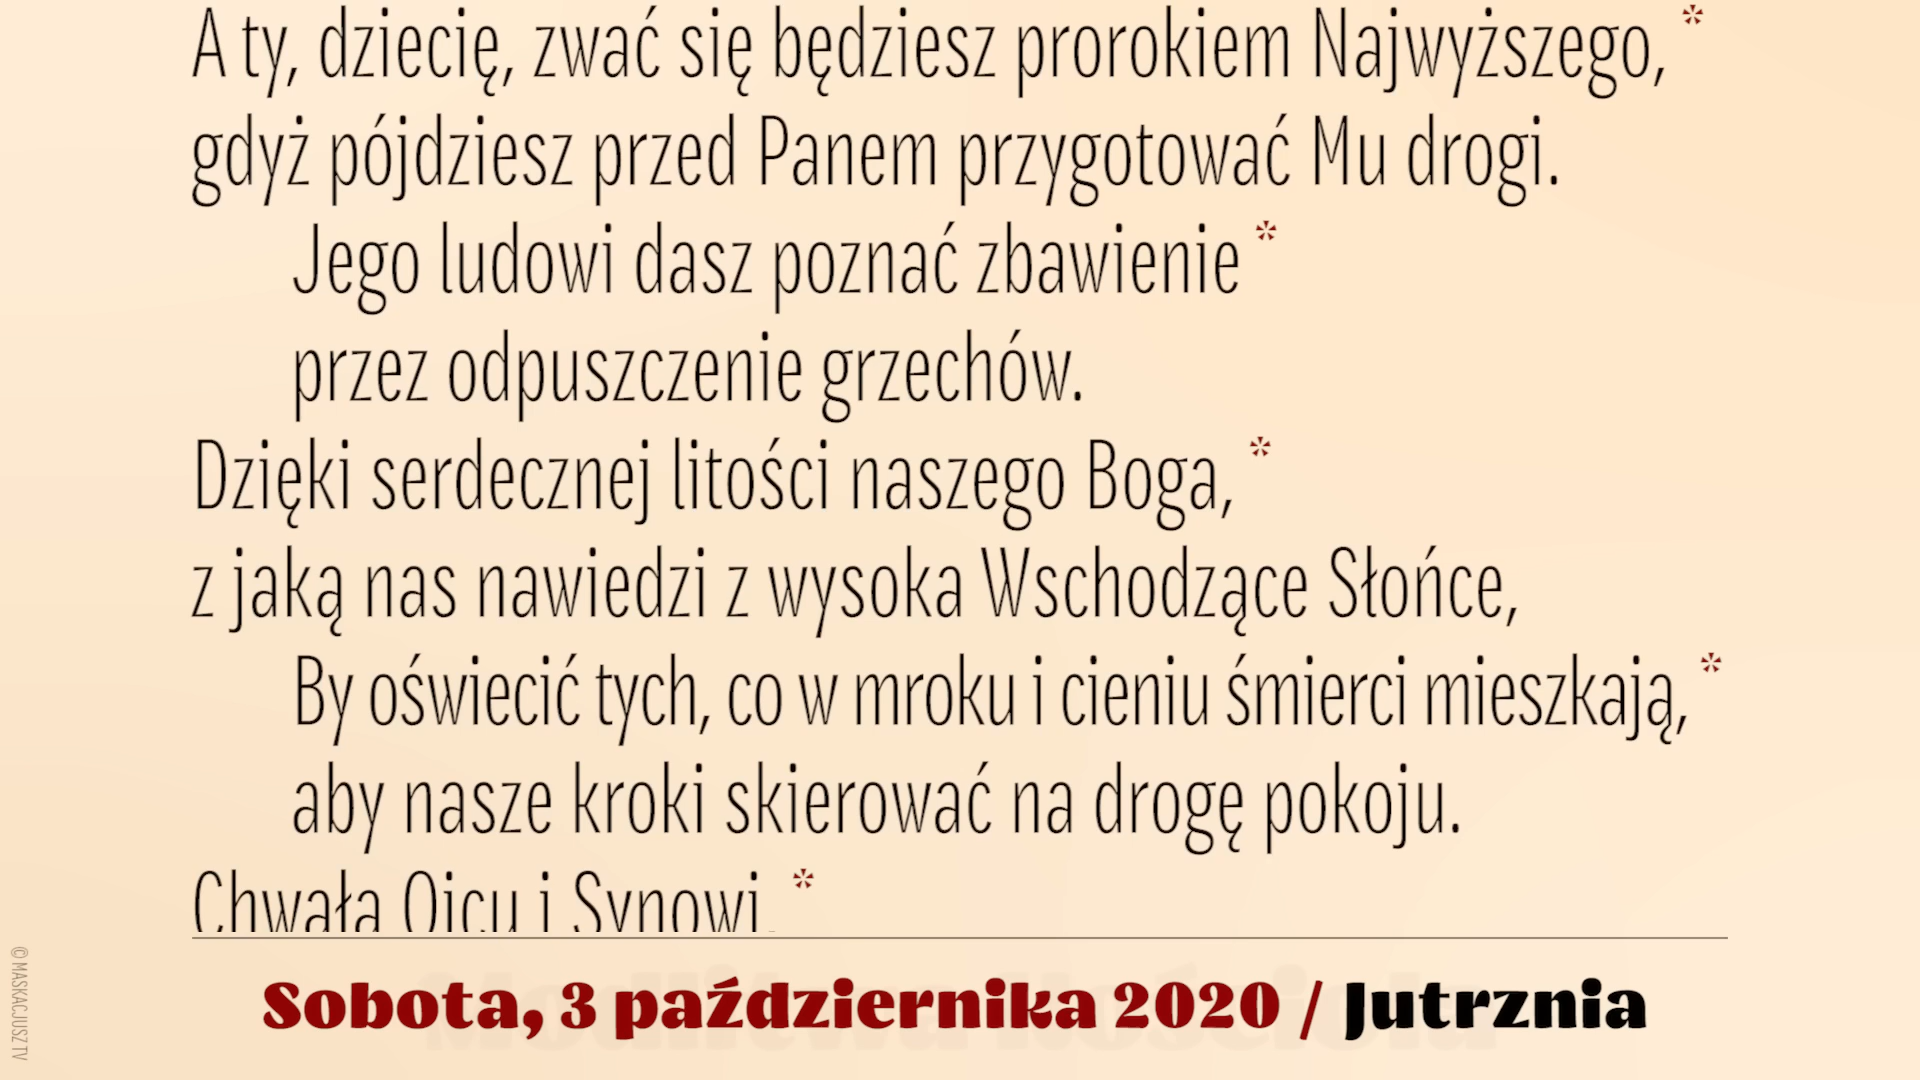 A ty, dziecię, zwać się będziesz prorokiem Najwyższego, *
gdyż pójdziesz przed Panem przygotować Mu drogi.
Jego ludowi dasz poznać zbawienie *
przez odpuszczenie grzechów.
Dzięki serdecznej litości naszego Boga, *
z jaką nas nawiedzi z wysoka Wschodzące Słońce,
By oświecić tych, co w mroku i cieniu śmierci mieszkają, *
aby nasze kroki skierować na drogę pokoju.
Chwała Ojcu i Synowi, *
Sobota, 3 października 2020 / Jutrznia
© MASKACJUSZ TV